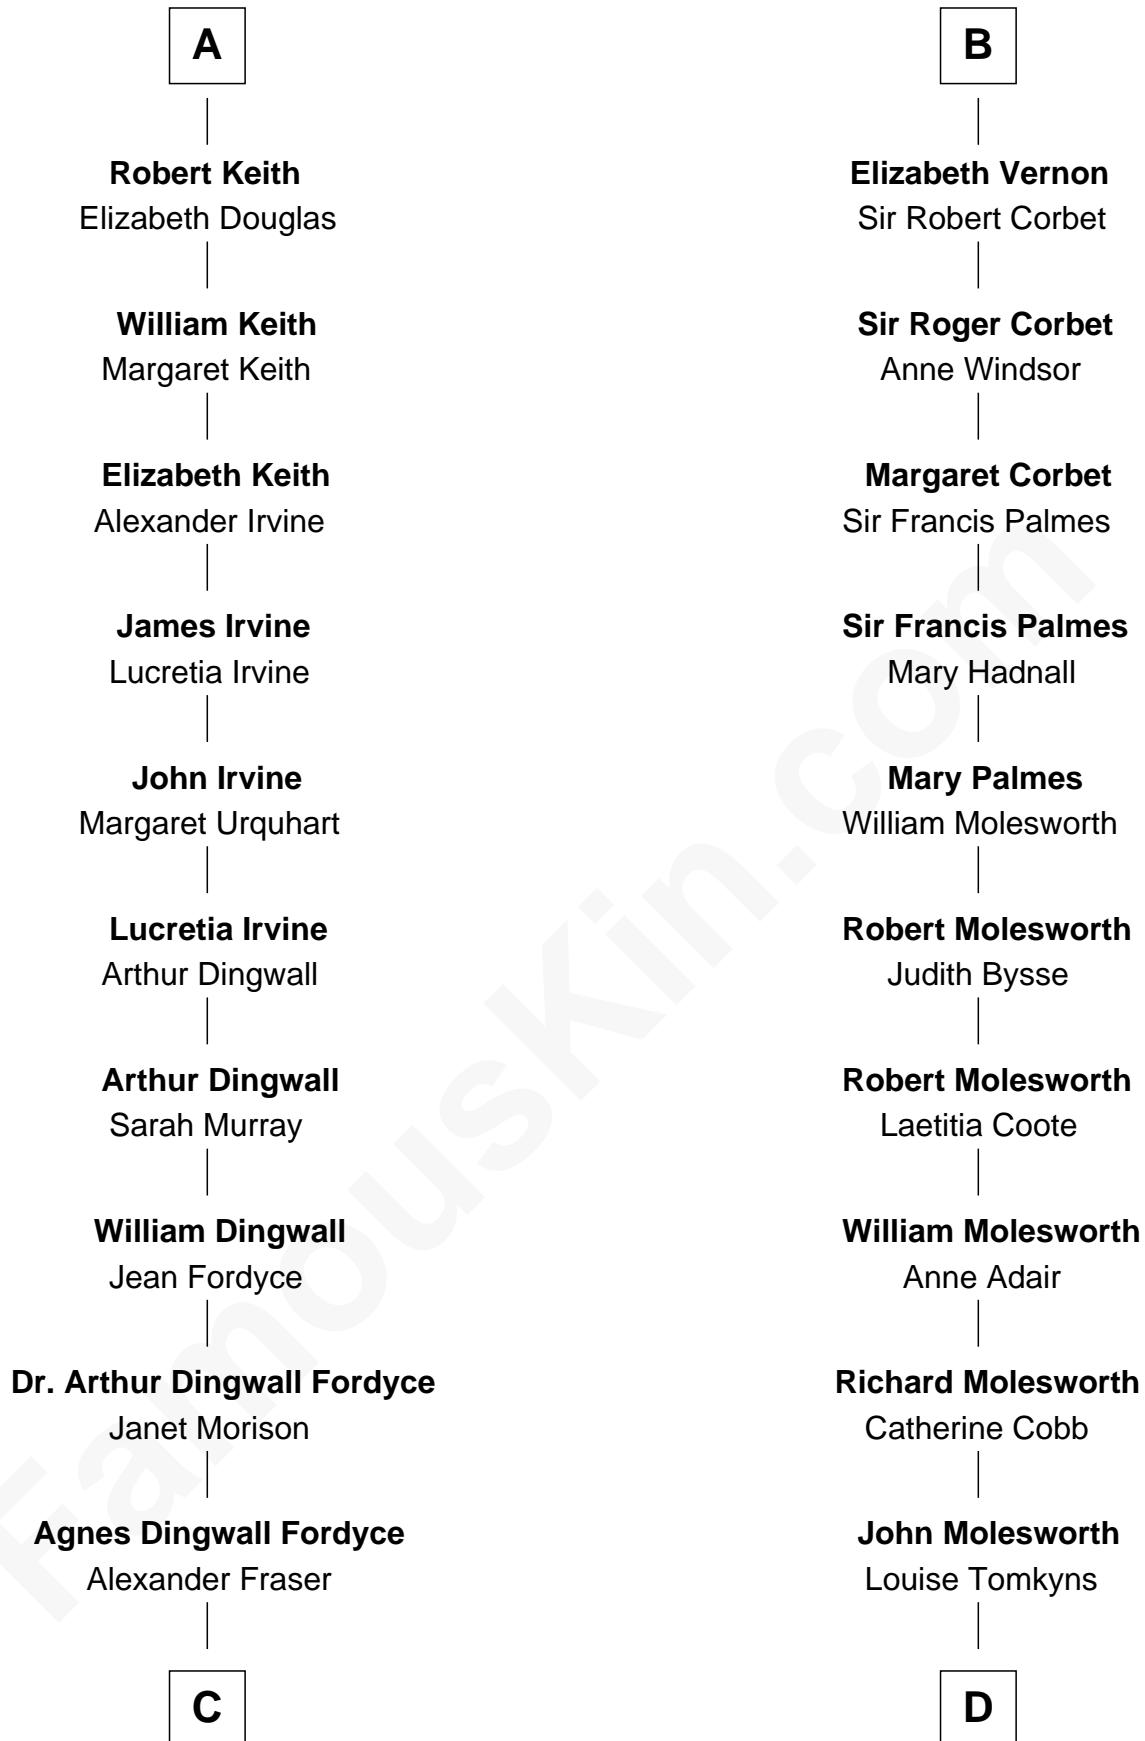 A
Robert Keith
Elizabeth Douglas
William Keith
Margaret Keith
Elizabeth Keith
Alexander Irvine
James Irvine
Lucretia Irvine
John Irvine
Margaret Urquhart
Lucretia Irvine
Arthur Dingwall
Arthur Dingwall
Sarah Murray
William Dingwall
Jean Fordyce
Dr. Arthur Dingwall Fordyce
Janet Morison
Agnes Dingwall Fordyce
Alexander Fraser
C
B
Elizabeth Vernon
Sir Robert Corbet
Sir Roger Corbet
Anne Windsor
Margaret Corbet
Sir Francis Palmes
Sir Francis Palmes
Mary Hadnall
Mary Palmes
William Molesworth
Robert Molesworth
Judith Bysse
Robert Molesworth
Laetitia Coote
William Molesworth
Anne Adair
Richard Molesworth
Catherine Cobb
John Molesworth
Louise Tomkyns
D
FamousKin.com